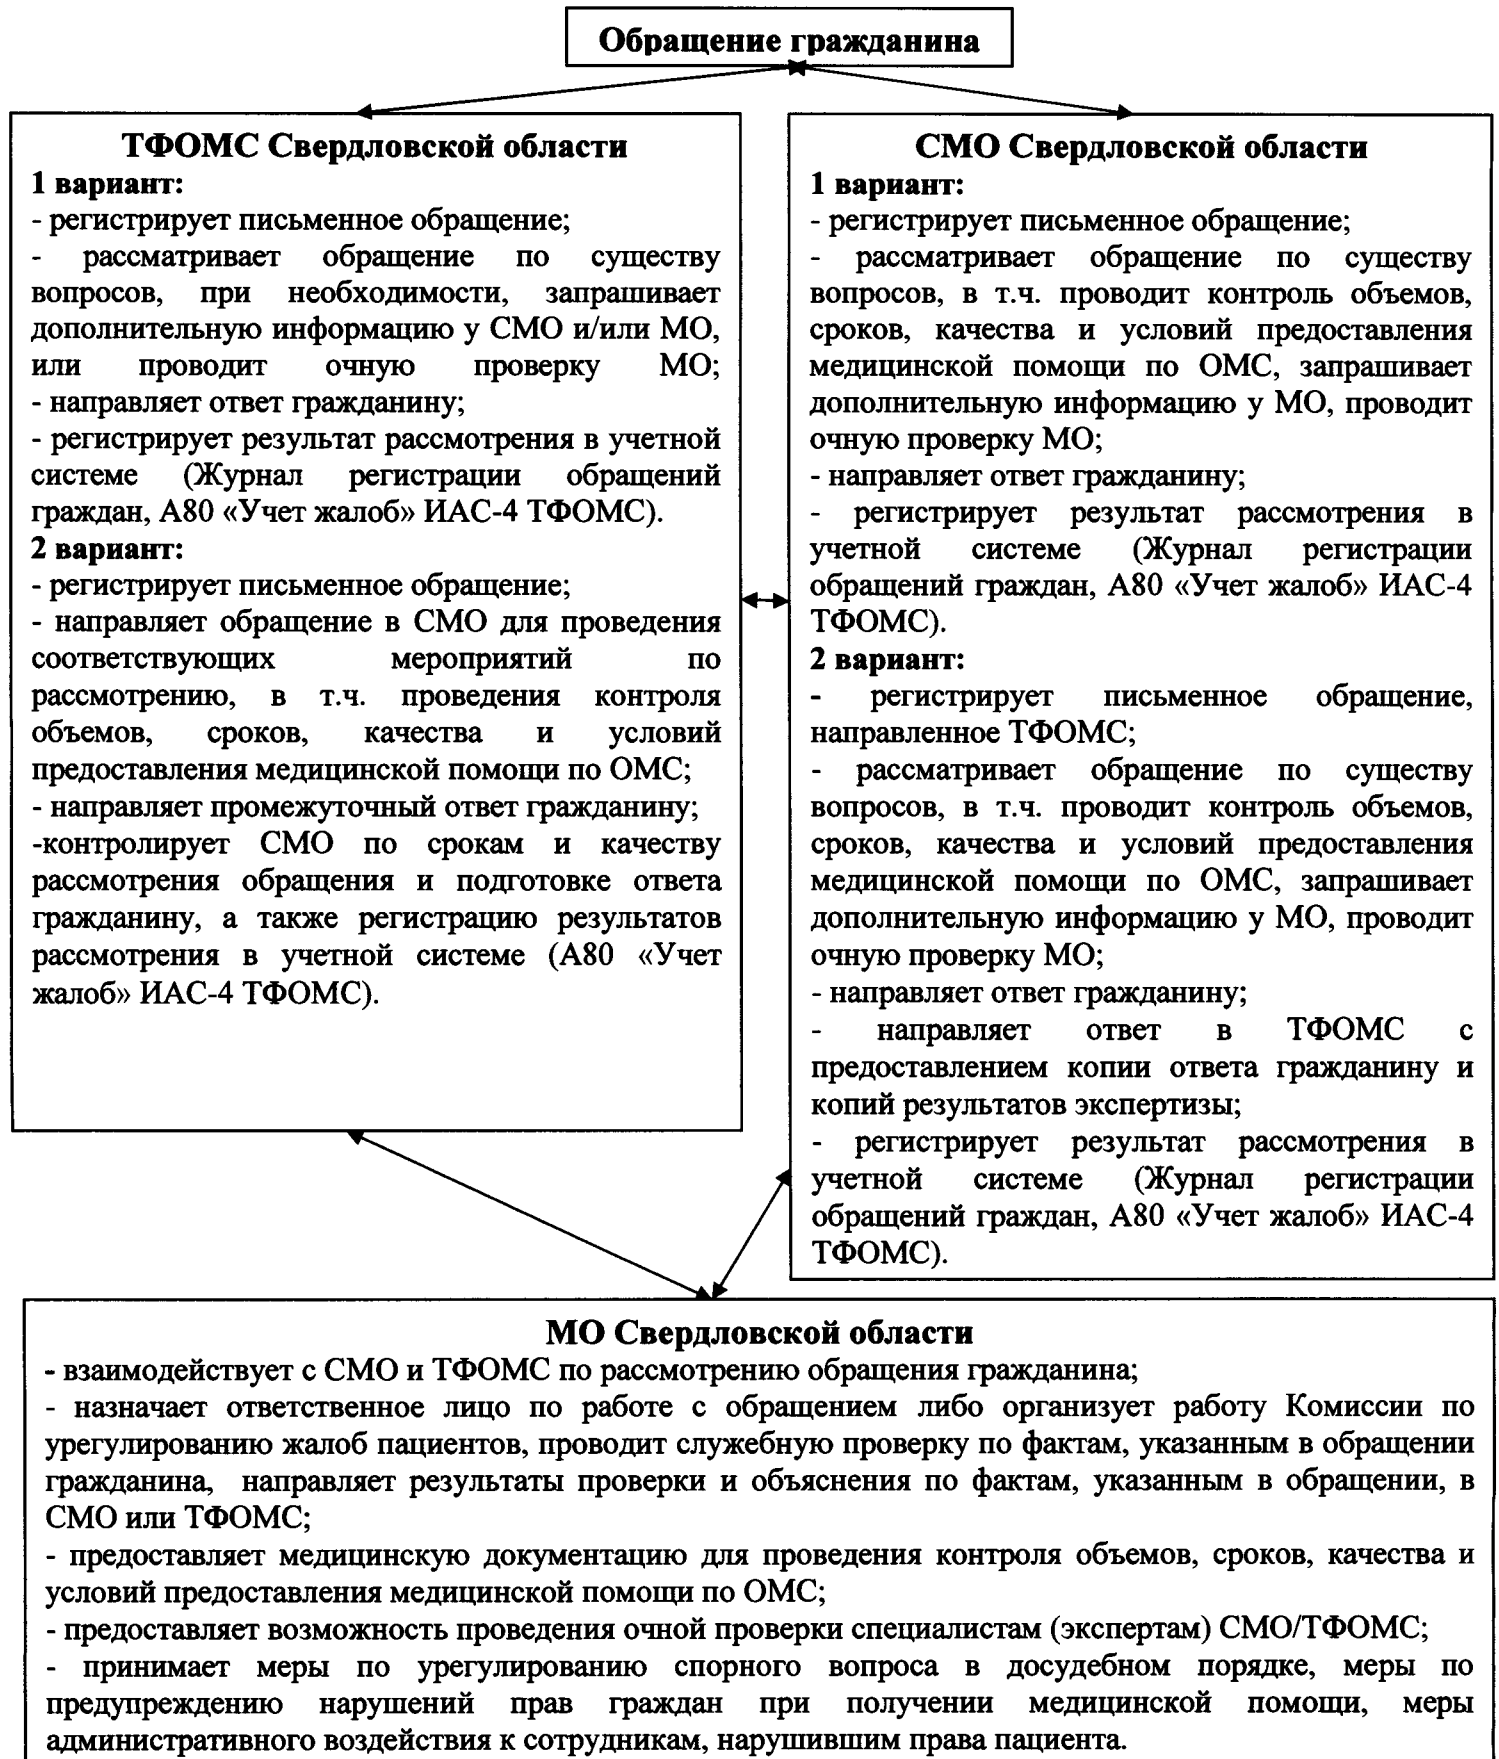 Обращение гражданина
ТФОМС Свердловской области
1 вариант:
- регистрирует письменное обращение;
- рассматривает обращение по существу
вопросов, при необходимости, запрашивает
дополнительную информацию у СМО и/или МО,
или проводит очную проверку МО;
- направляет ответ гражданину;
- регистрирует результат рассмотрения в учетной
системе (Журнал регистрации обращений
граждан, А80 «Учет жалоб» ИАС-4 ТФОМС).
2 вариант:
- регистрирует письменное обращение;
- направляет обращение в СМО для проведения
соответствующих мероприятий по
рассмотрению, в т.ч. проведения контроля
объемов, сроков, качества и условий
предоставления медицинской помощи по ОМС;
- направляет промежуточный ответ гражданину;
-контролирует СМО по срокам и качеству
рассмотрения обращения и подготовке ответа
гражданину, а также регистрацию результатов
рассмотрения в учетной системе (А80 «Учет
жалоб» ИАС-4 ТФОМС).
СМО Свердловской области
1 вариант:
- регистрирует письменное обращение;
- рассматривает обращение по существу
вопросов, в т.ч. проводит контроль объемов,
сроков, качества и условий предоставления
медицинской помощи по ОМС, запрашивает
дополнительную информацию у МО, проводит
очную проверку МО;
- направляет ответ гражданину;
- регистрирует результат рассмотрения в
учетной системе (Журнал регистрации
обращений граждан, А80 «Учет жалоб» ИАС-4
ТФОМС).
2 вариант:
- регистрирует письменное обращение,
направленное ТФОМС;
- рассматривает обращение по существу
вопросов, в т.ч. проводит контроль объемов,
сроков, качества и условий предоставления
медицинской помощи по ОМС, запрашивает
дополнительную информацию у МО, проводит
очную проверку МО;
- направляет ответ гражданину;
- направляет ответ в ТФОМС с
предоставлением копии ответа гражданину и
копий результатов экспертизы;
- регистрирует результат рассмотрения в
учетной системе (Журнал регистрации
обращений граждан, А80 «Учет жалоб» ИАС-4
ТФОМС).
МО Свердловской области
- взаимодействует с СМО и ТФОМС по рассмотрению обращения гражданина;
- назначает ответственное лицо по работе с обращением либо организует работу Комиссии по
урегулированию жалоб пациентов, проводит служебную проверку по фактам, указанным в обращении
гражданина, направляет результаты проверки и объяснения по фактам, указанным в обращении, в
СМО или ТФОМС;
- предоставляет медицинскую документацию для проведения контроля объемов, сроков, качества и
условий предоставления медицинской помощи по ОМС;
- предоставляет возможность проведения очной проверки специалистам (экспертам) СМО/ТФОМС;
- принимает меры по урегулированию спорного вопроса в досудебном порядке, меры по
предупреждению нарушений прав граждан при получении медицинской помощи, меры
административного воздействия к сотрудникам, нарушившим права пациента.